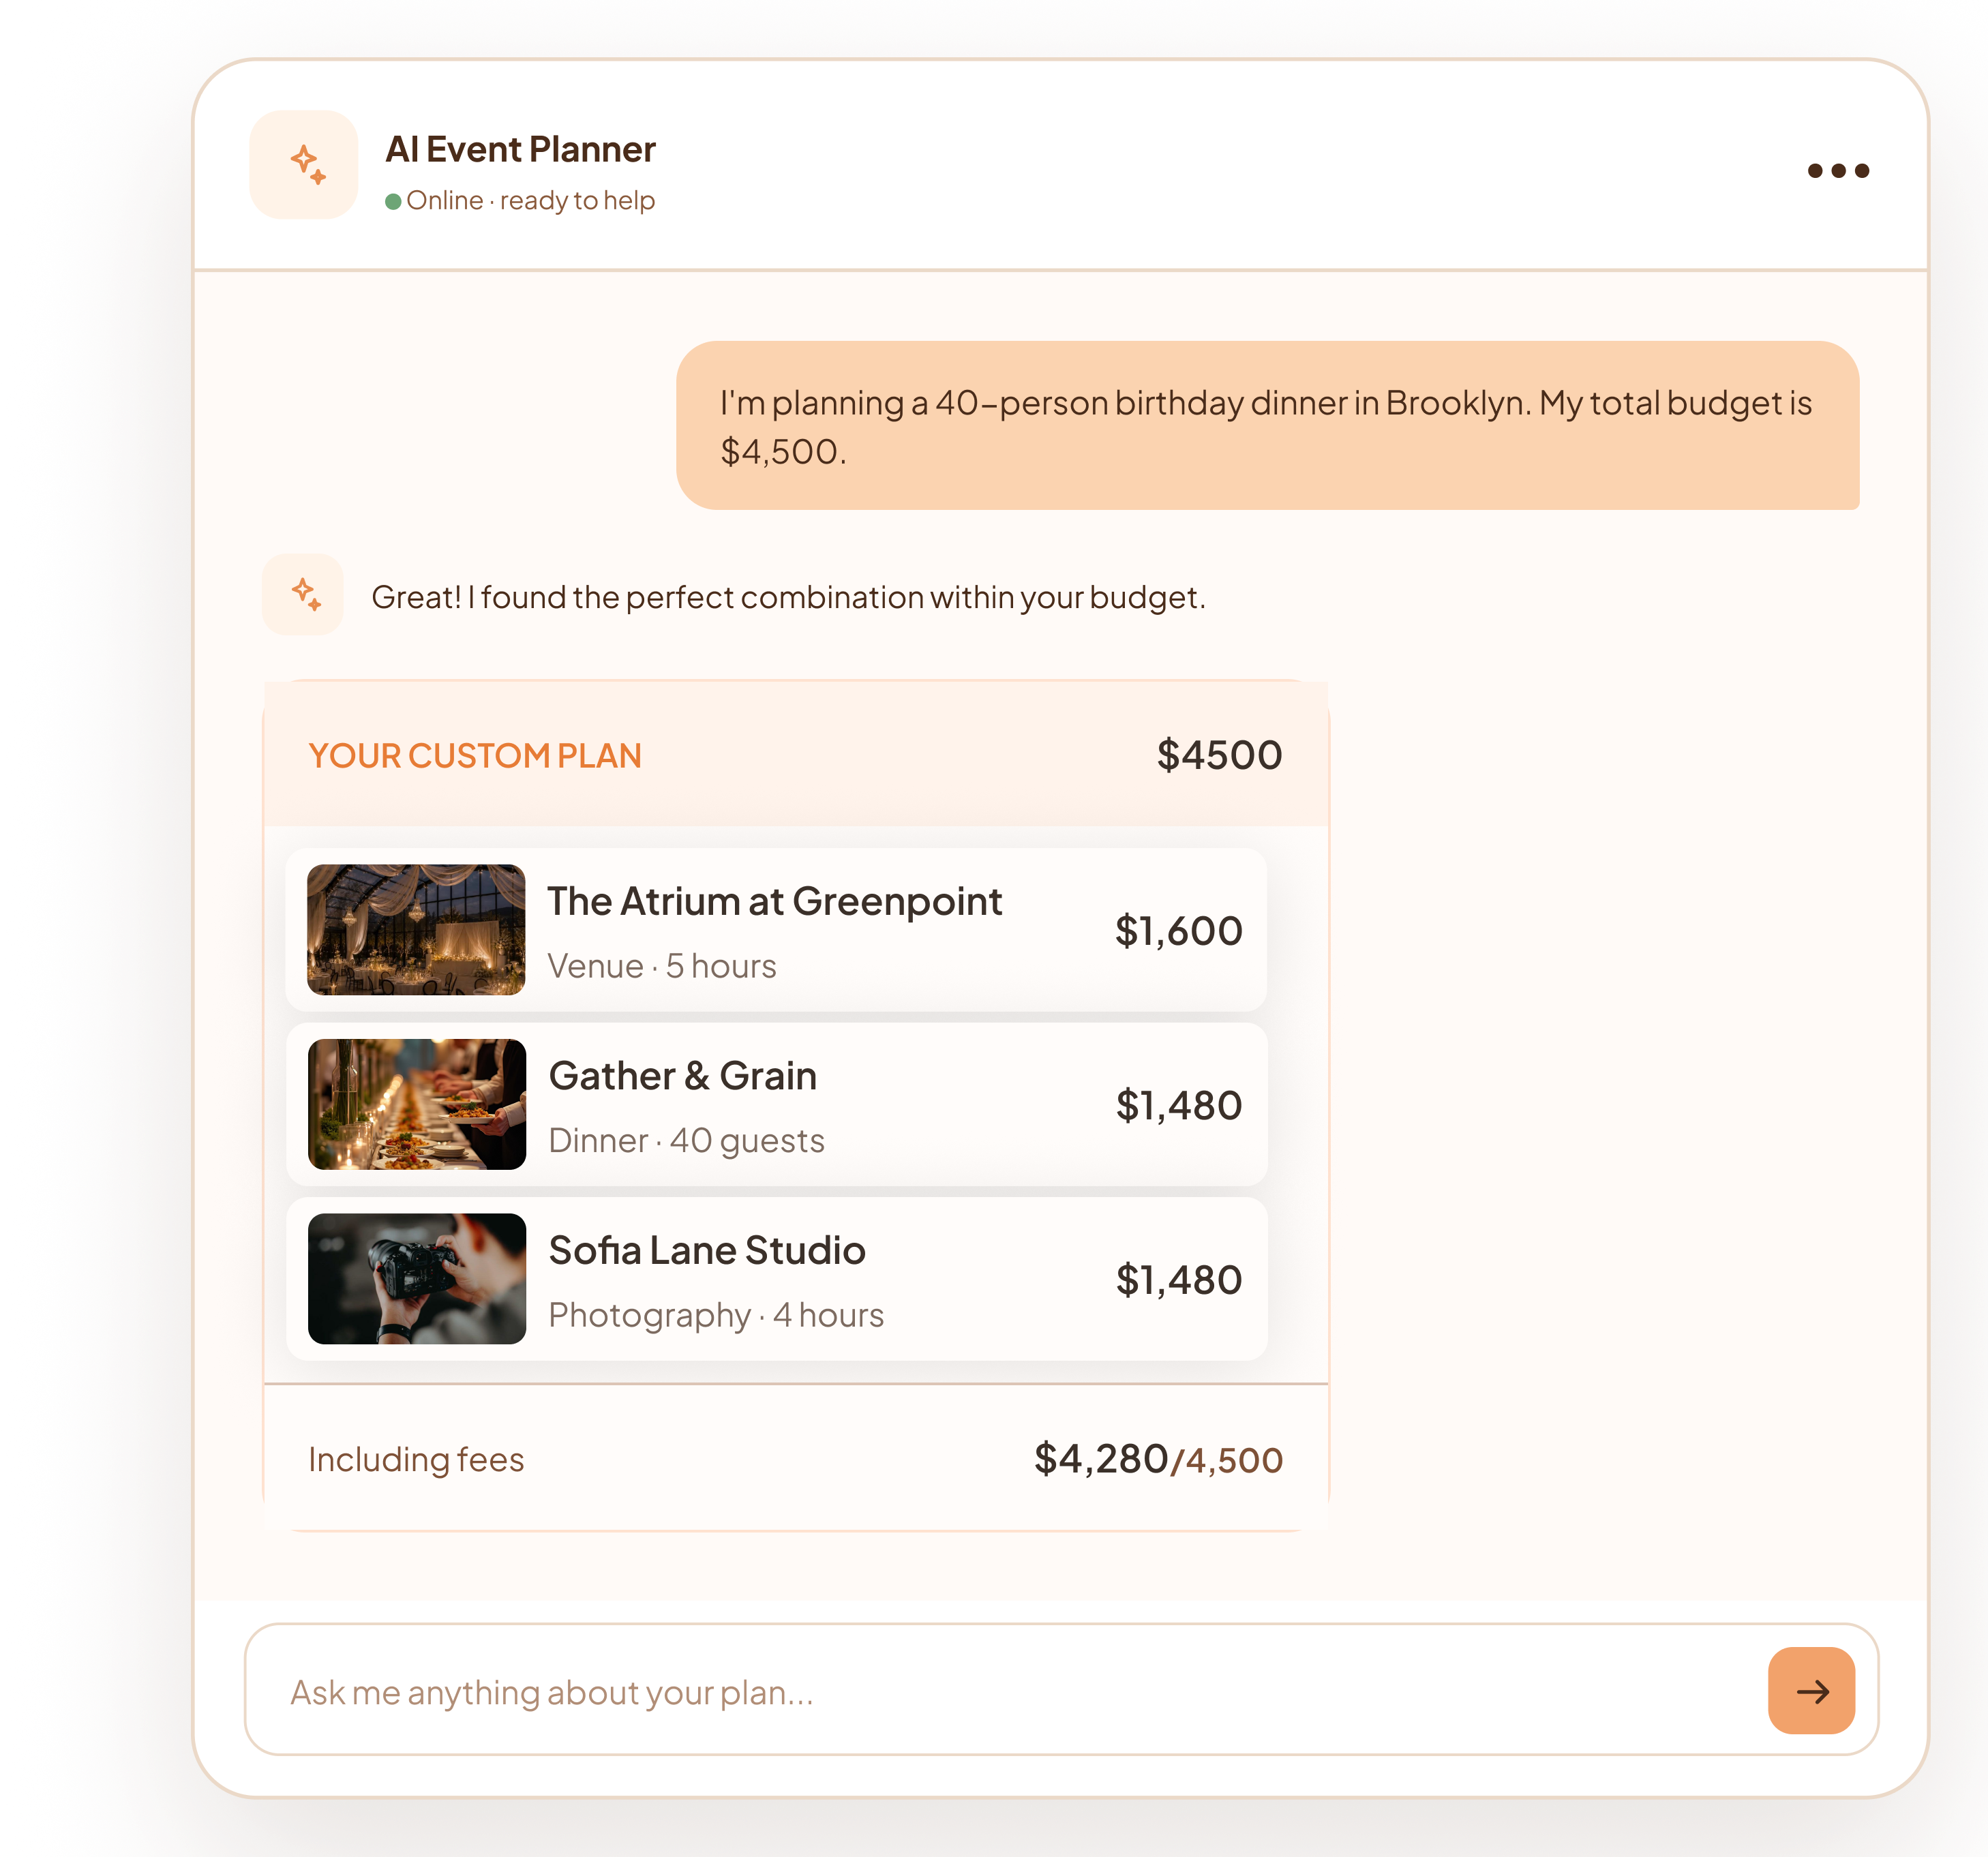 AI Event Planner
Online · ready to help
I'm planning a 40–person birthday dinner in Brooklyn. My total budget is
$4,500.
Great! I found the perfect combination within your budget.
YOUR CUSTOM PLAN $4500
The Atrium at Greenpoint
Venue · 5 hours
$1,600
Gather & Grain
Dinner · 40 guests
$1,480
Sofia Lane Studio
Photography · 4 hours
$1,480
Including fees $4,280/4,500
Ask me anything about your plan...